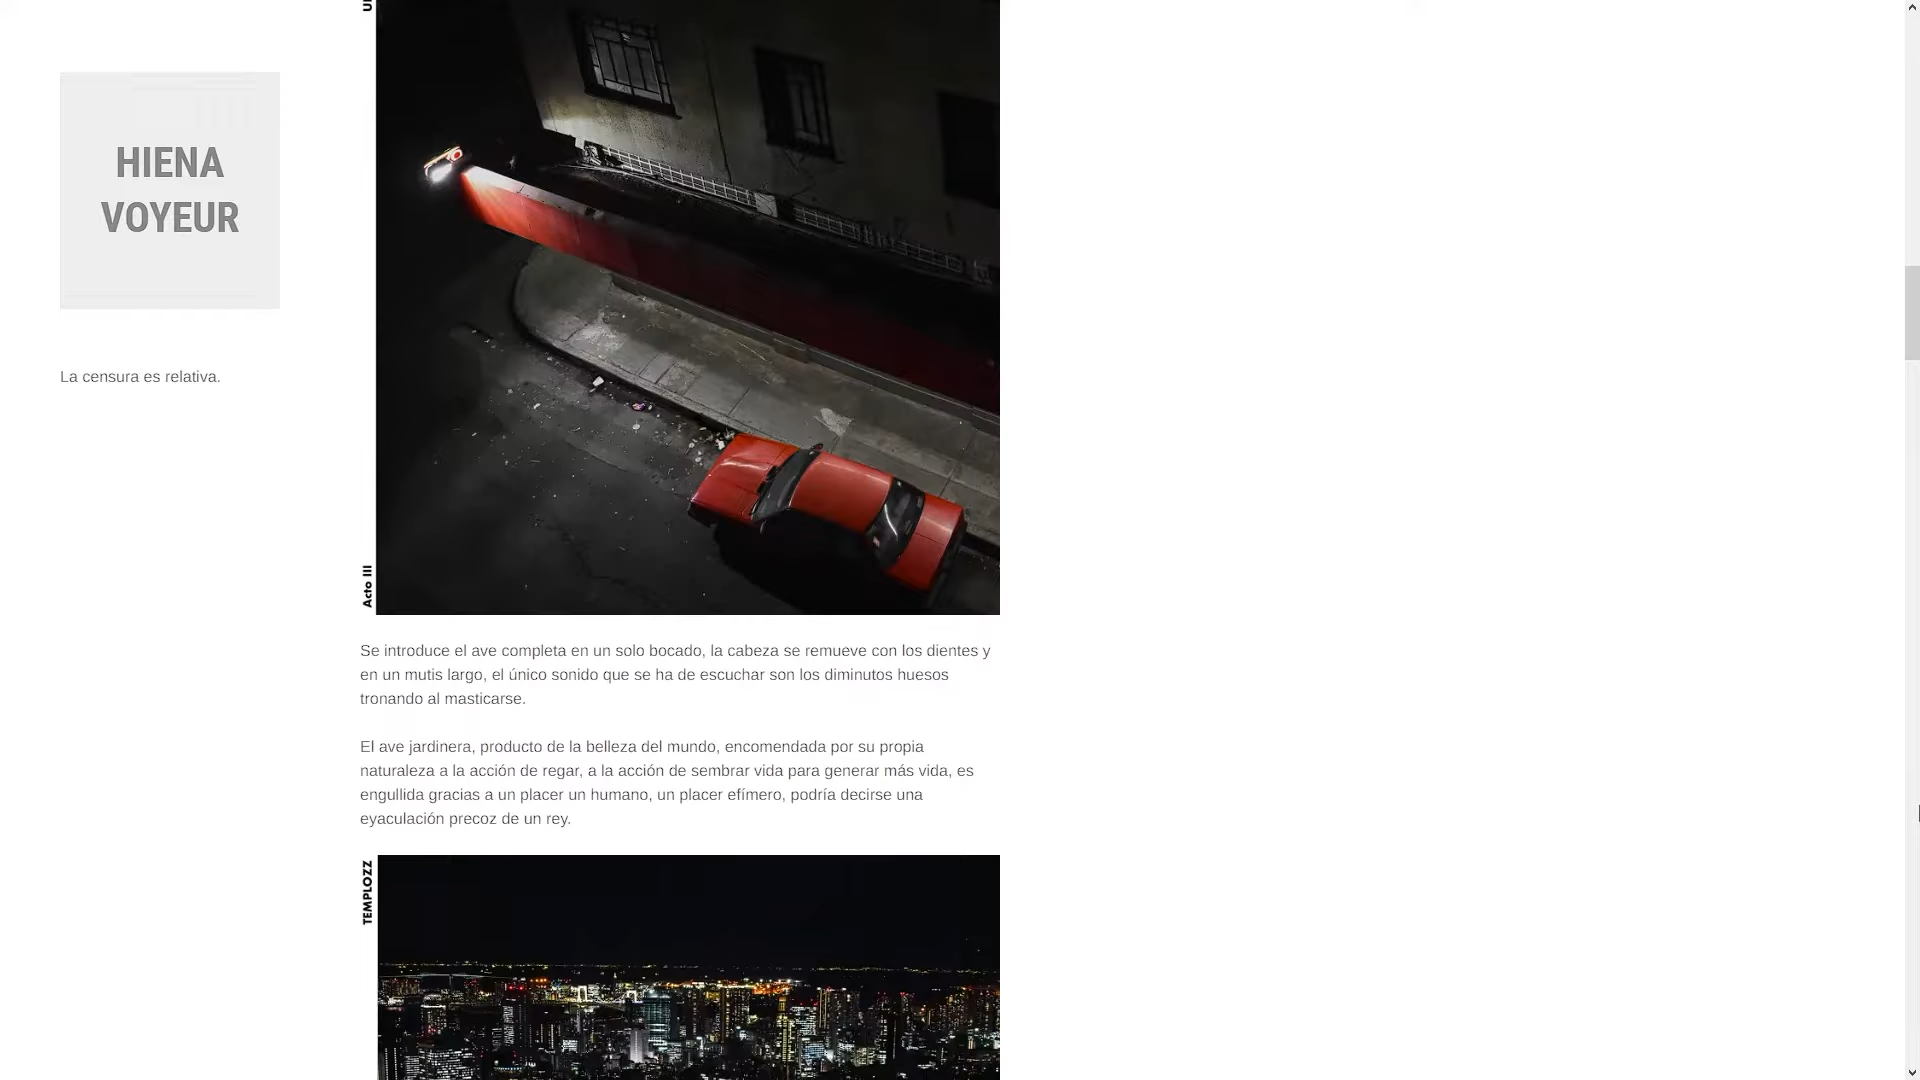 HIENA
VOYEUR
La censura es relativa.
Acto III
Se introduce el ave completa en un solo bocado, la cabeza se remueve con los dientes y
en un mutis largo, el único sonido que se ha de escuchar son los diminutos huesos
tronando al masticarse.
El ave jardinera, producto de la belleza del mundo, encomendada por su propia
naturaleza a la acción de regar, a la acción de sembrar vida para generar más vida, es
engullida gracias a un placer un humano, un placer efímero, podría decirse una
eyaculación precoz de un rey.
TEMPLOZZ